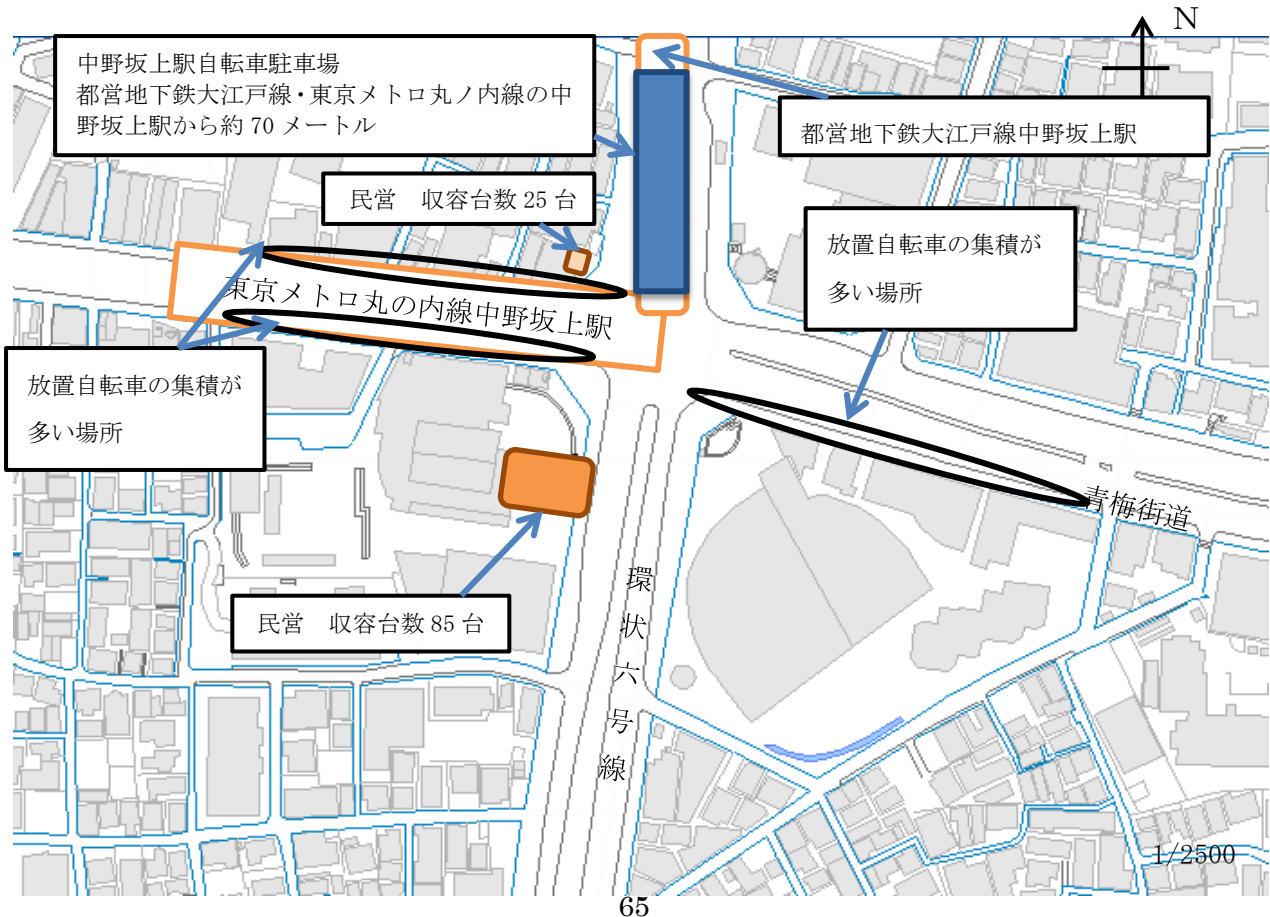 N
中野坂上駅自転車駐車場
都営地下鉄大江戸線・東京メトロ丸ノ内線の中
野坂上駅から約 70 メートル
都営地下鉄大江戸線中野坂上駅
民営 収容台数 25 台
放置自転車の集積が
多い場所
東京メトロ丸の内線中野坂上駅
放置自転車の集積が
多い場所
青梅街道
環状六号線
民営 収容台数 85 台
1/2500
65